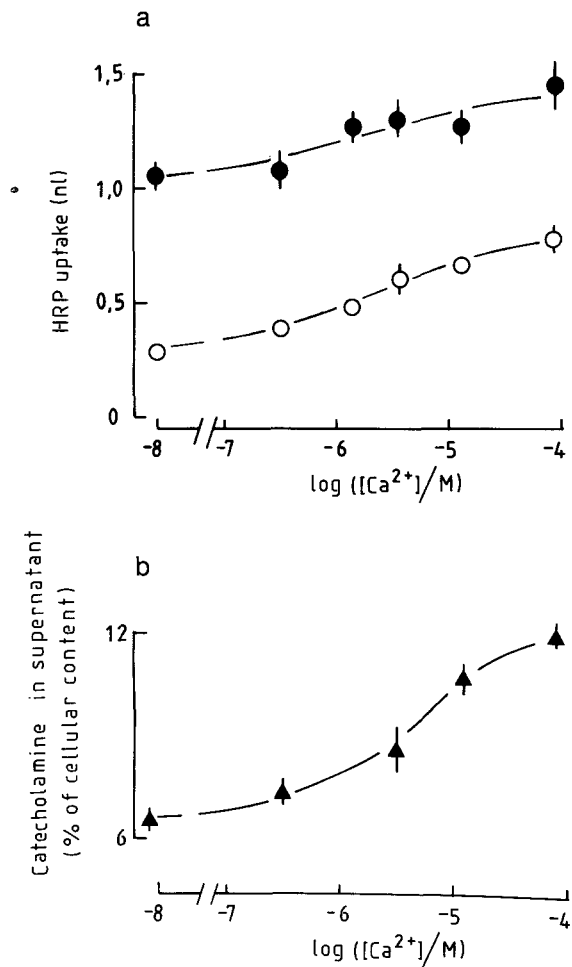 a
1,5
1,0
0,5
0
HRP uptake (nl)
-8 -7 -6 -5 -4
log ([Ca²⁺]/M)
b
12
6
Catecholamine in supernatant
(% of cellular content)
-8 -7 -6 -5 -4
log ([Ca²⁺]/M)